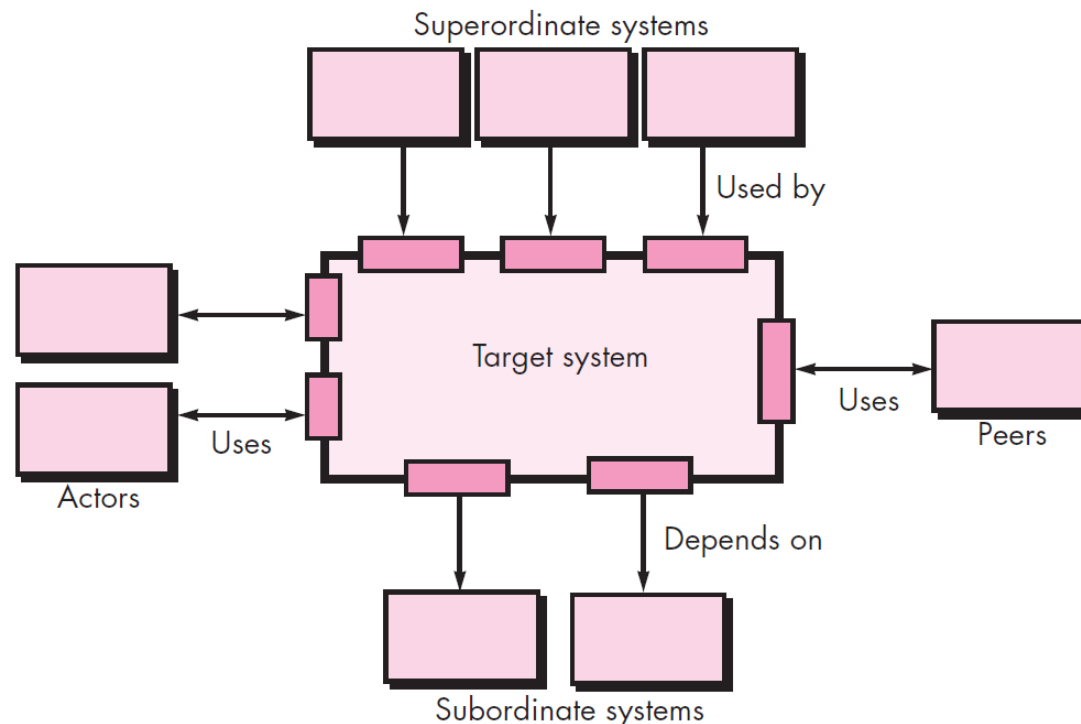 Superordinate systems
Used by
Target system
Uses
Peers
Uses
Actors
Depends on
Subordinate systems